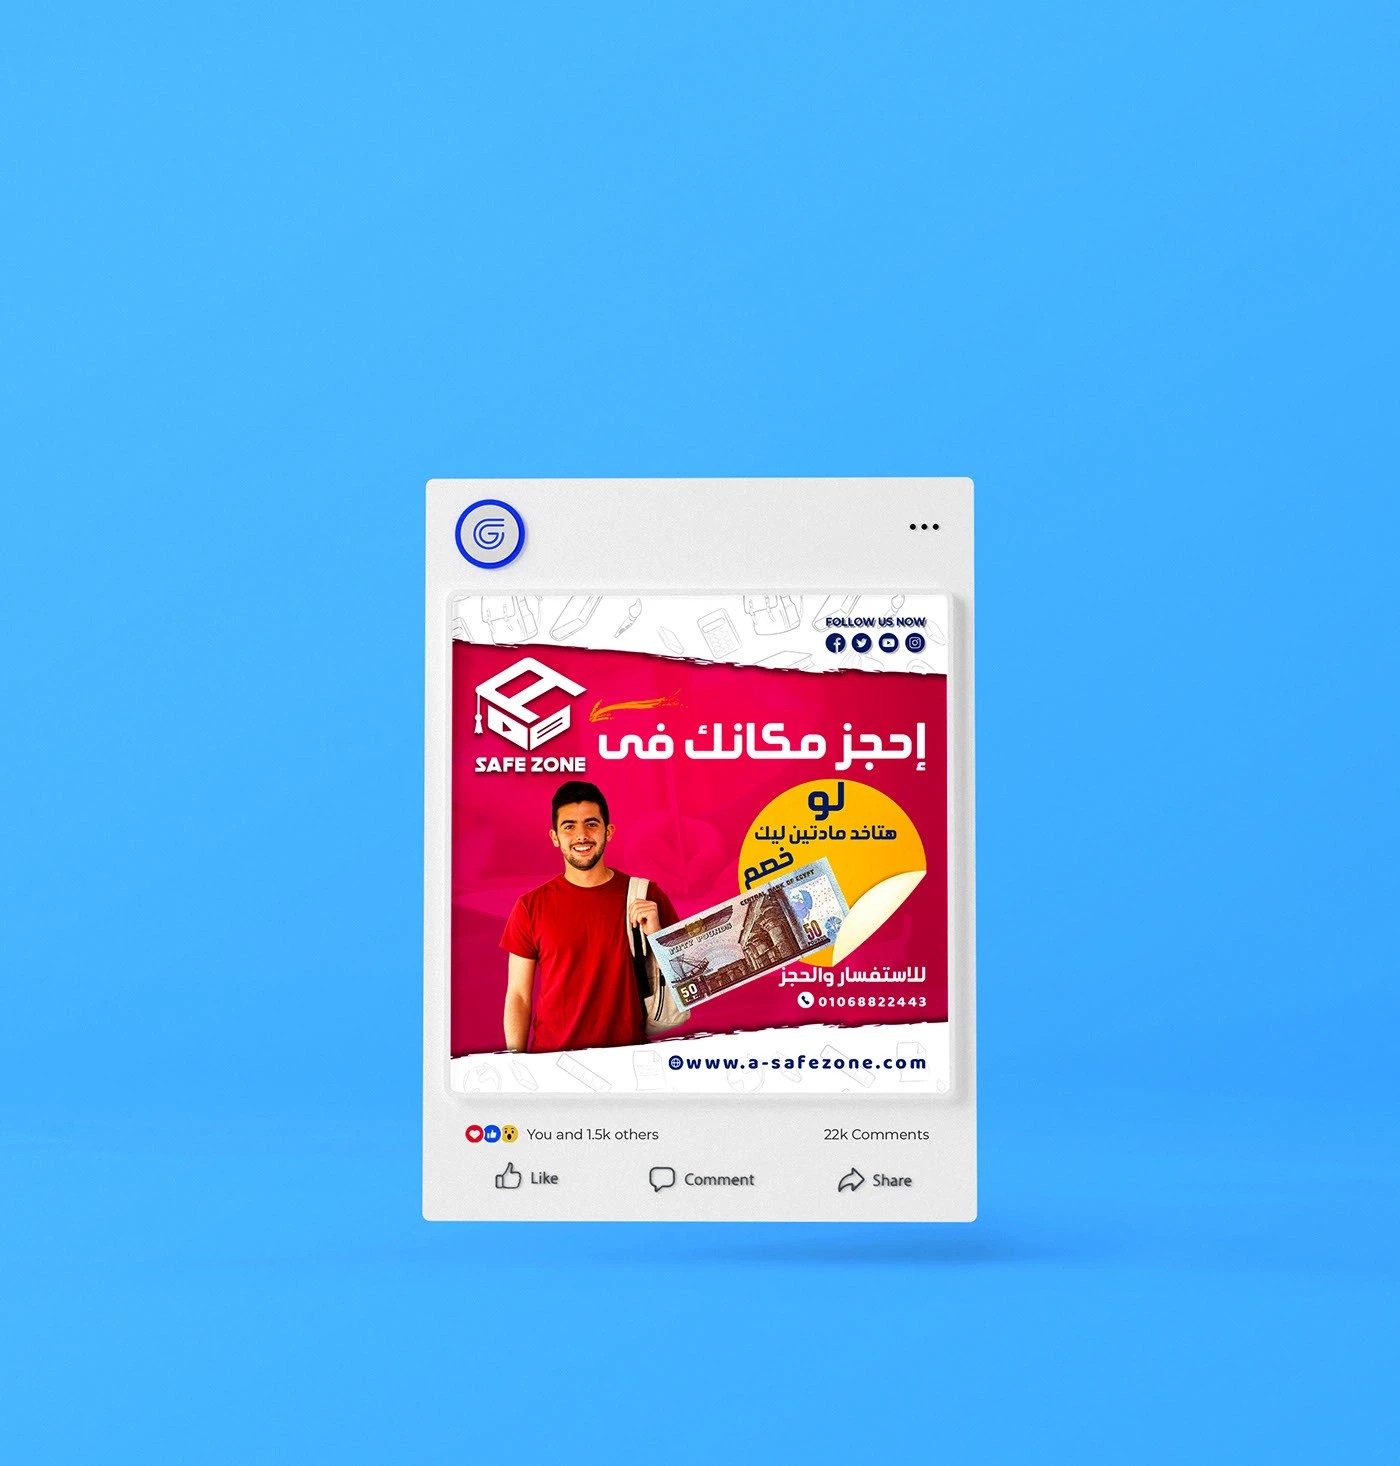 FOLLOW US NOW
SAFE ZONE
إحجز مكانك فى
لو
هتاخد مادتين ليك
خصم
CENTRAL BANK OF EGYPT
FIFTY POUNDS
50
50
للاستفسار والحجز
01068822443
www.a-safezone.com
You and 1.5k others
22k Comments
Like
Comment
Share